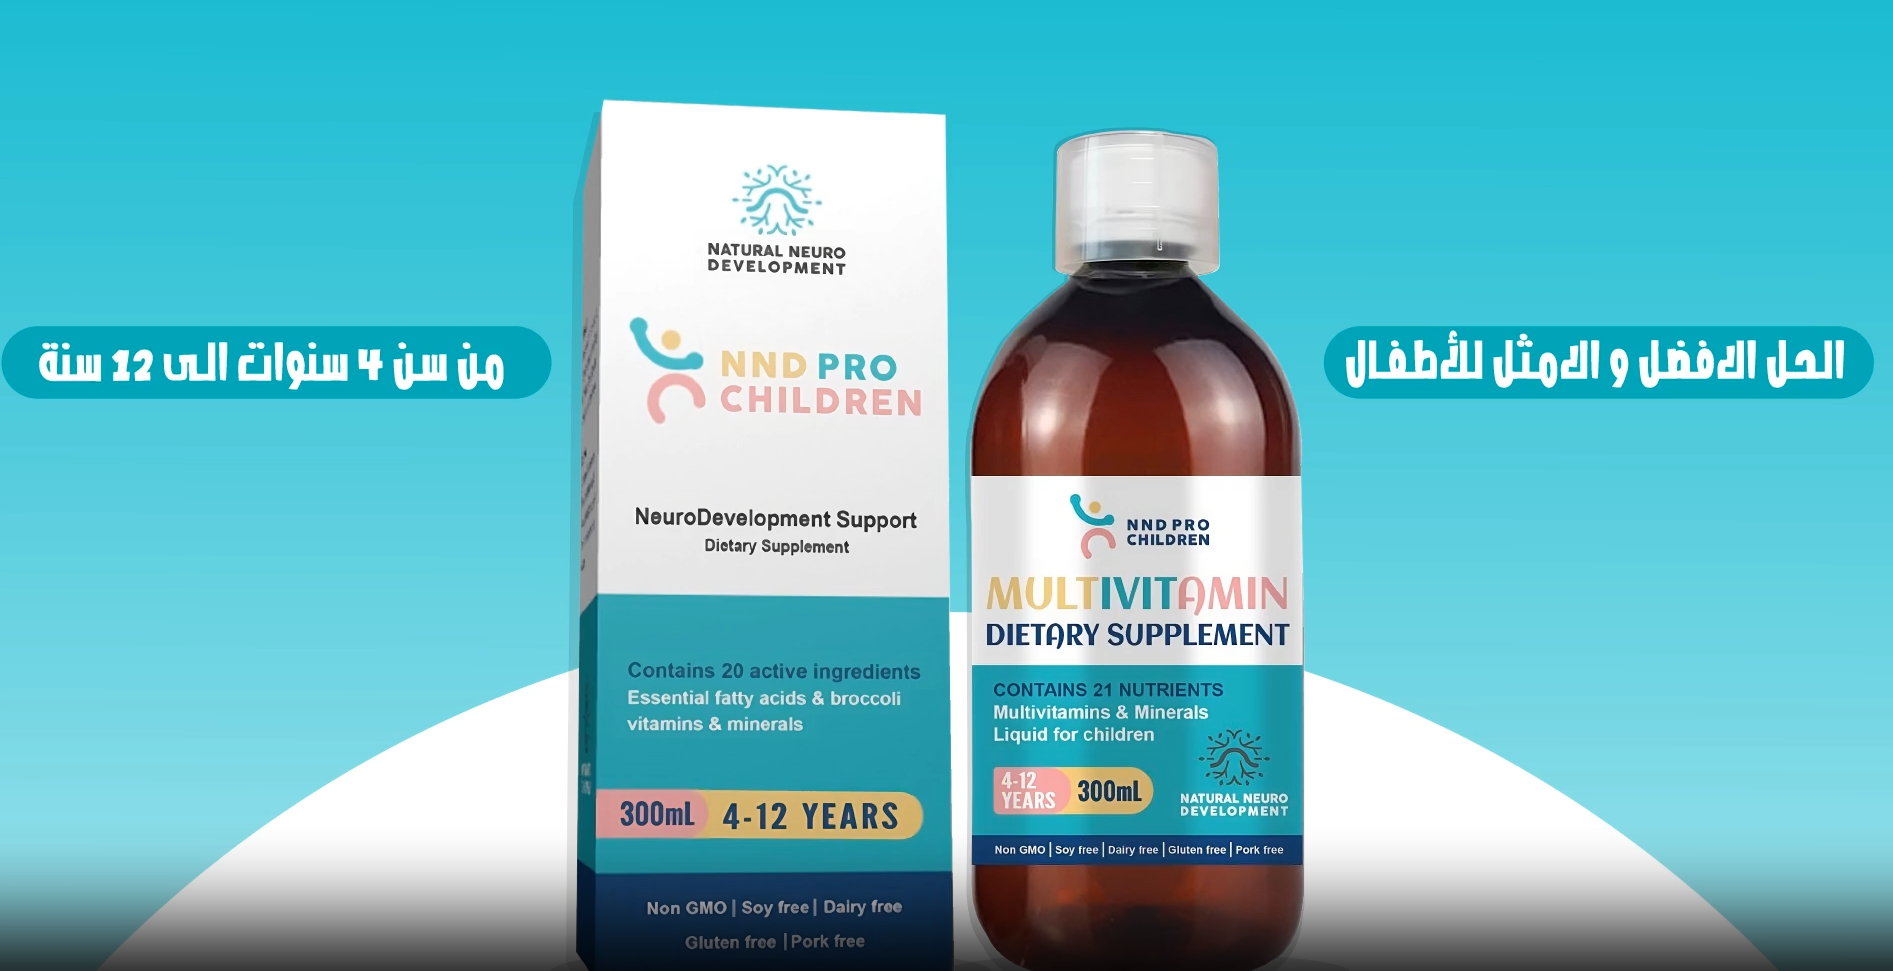 NATURAL NEURO
DEVELOPMENT
NND PRO
CHILDREN
NeuroDevelopment Support
Dietary Supplement
Contains 20 active ingredients
Essential fatty acids & broccoli
vitamins & minerals
300mL 4-12 YEARS
Non GMO | Soy free | Dairy free
Gluten free | Pork free
الحل الافضل و الامثل للأطفال
من سن 4 سنوات الى 12 سنة
NND PRO
CHILDREN
MULTIVITAMIN
DIETARY SUPPLEMENT
CONTAINS 21 NUTRIENTS
Multivitamins & Minerals
Liquid for children
4-12
YEARS
300mL
NATURAL NEURO
DEVELOPMENT
Non GMO | Soy free | Dairy free | Gluten free | Pork free